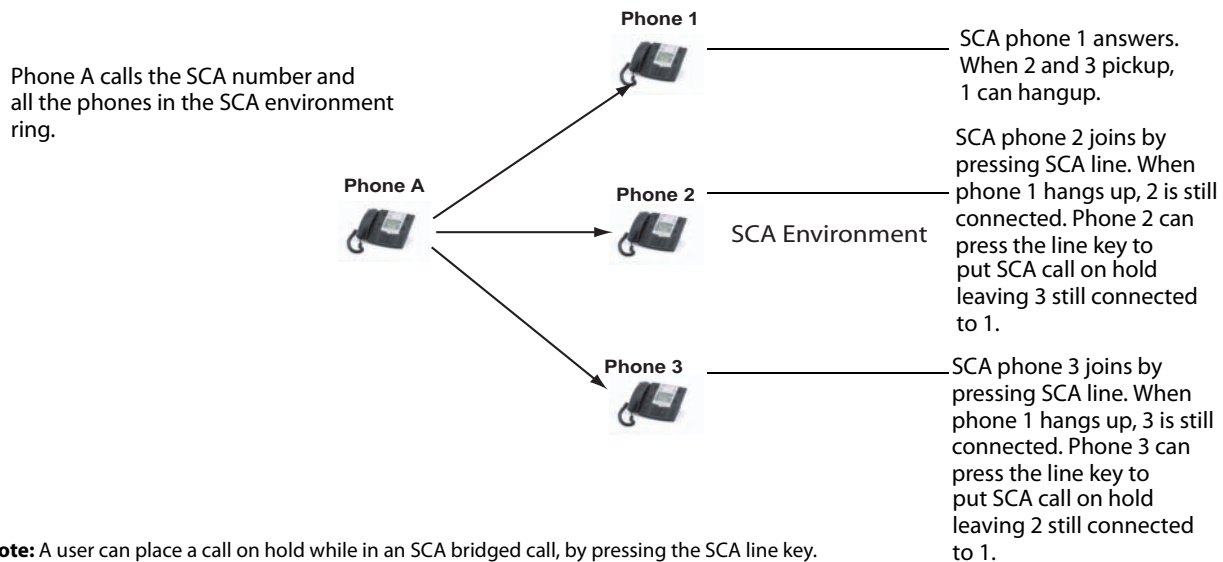 Phone A calls the SCA number and
all the phones in the SCA environment
ring.
Phone A
Phone 1
SCA phone 1 answers.
When 2 and 3 pickup,
1 can hangup.
Phone 2
SCA Environment
SCA phone 2 joins by
pressing SCA line. When
phone 1 hangs up, 2 is still
connected. Phone 2 can
press the line key to
put SCA call on hold
leaving 3 still connected
to 1.
Phone 3
SCA phone 3 joins by
pressing SCA line. When
phone 1 hangs up, 3 is still
connected. Phone 3 can
press the line key to
put SCA call on hold
leaving 2 still connected
to 1.
ote: A user can place a call on hold while in an SCA bridged call, by pressing the SCA line key.